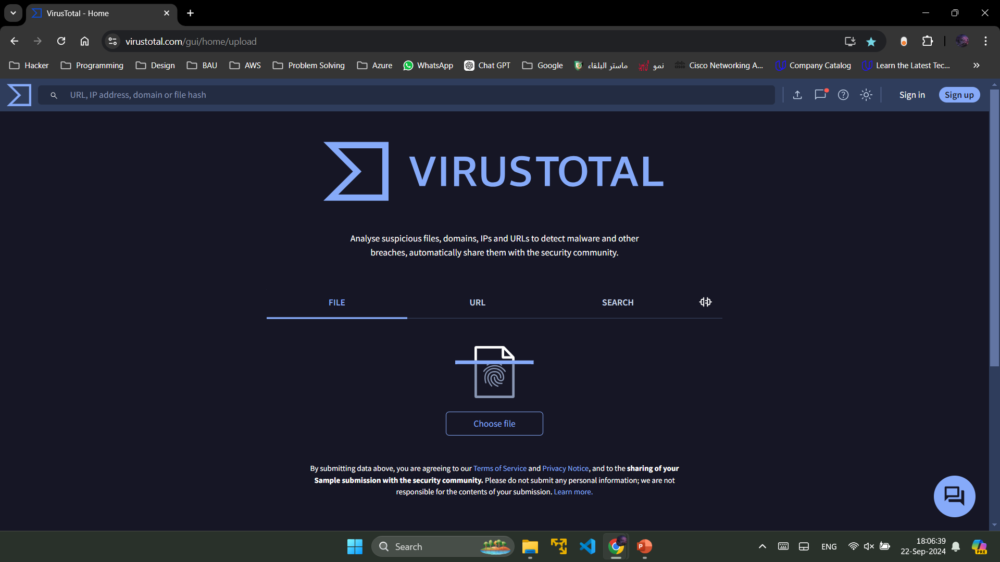 VirusTotal - Home
virustotal.com/gui/home/upload
Hacker Programming Design BAU AWS Problem Solving Azure WhatsApp Chat GPT Google ماستر البلقاء نمو Cisco Networking A... Company Catalog Learn the Latest Tec...
URL, IP address, domain or file hash
Sign in Sign up
VIRUSTOTAL
Analyse suspicious files, domains, IPs and URLs to detect malware and other
breaches, automatically share them with the security community.
FILE URL SEARCH
Choose file
By submitting data above, you are agreeing to our Terms of Service and Privacy Notice, and to the sharing of your
Sample submission with the security community. Please do not submit any personal information; we are not
responsible for the contents of your submission. Learn more.
Search
ENG
18:06:39
22-Sep-2024
PRE